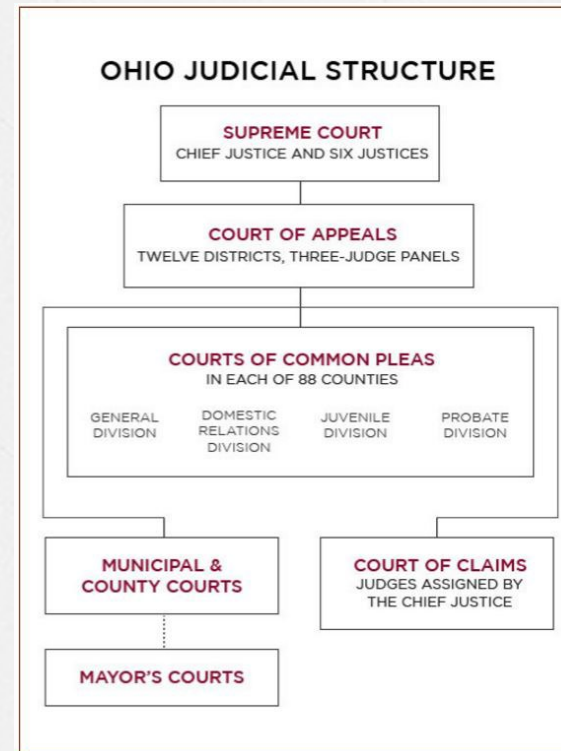 OHIO JUDICIAL STRUCTURE
SUPREME COURT
CHIEF JUSTICE AND SIX JUSTICES
COURT OF APPEALS
TWELVE DISTRICTS, THREE-JUDGE PANELS
COURTS OF COMMON PLEAS
IN EACH OF 88 COUNTIES
GENERAL
DIVISION
DOMESTIC
RELATIONS
DIVISION
JUVENILE
DIVISION
PROBATE
DIVISION
MUNICIPAL &
COUNTY COURTS
COURT OF CLAIMS
JUDGES ASSIGNED BY
THE CHIEF JUSTICE
MAYOR'S COURTS